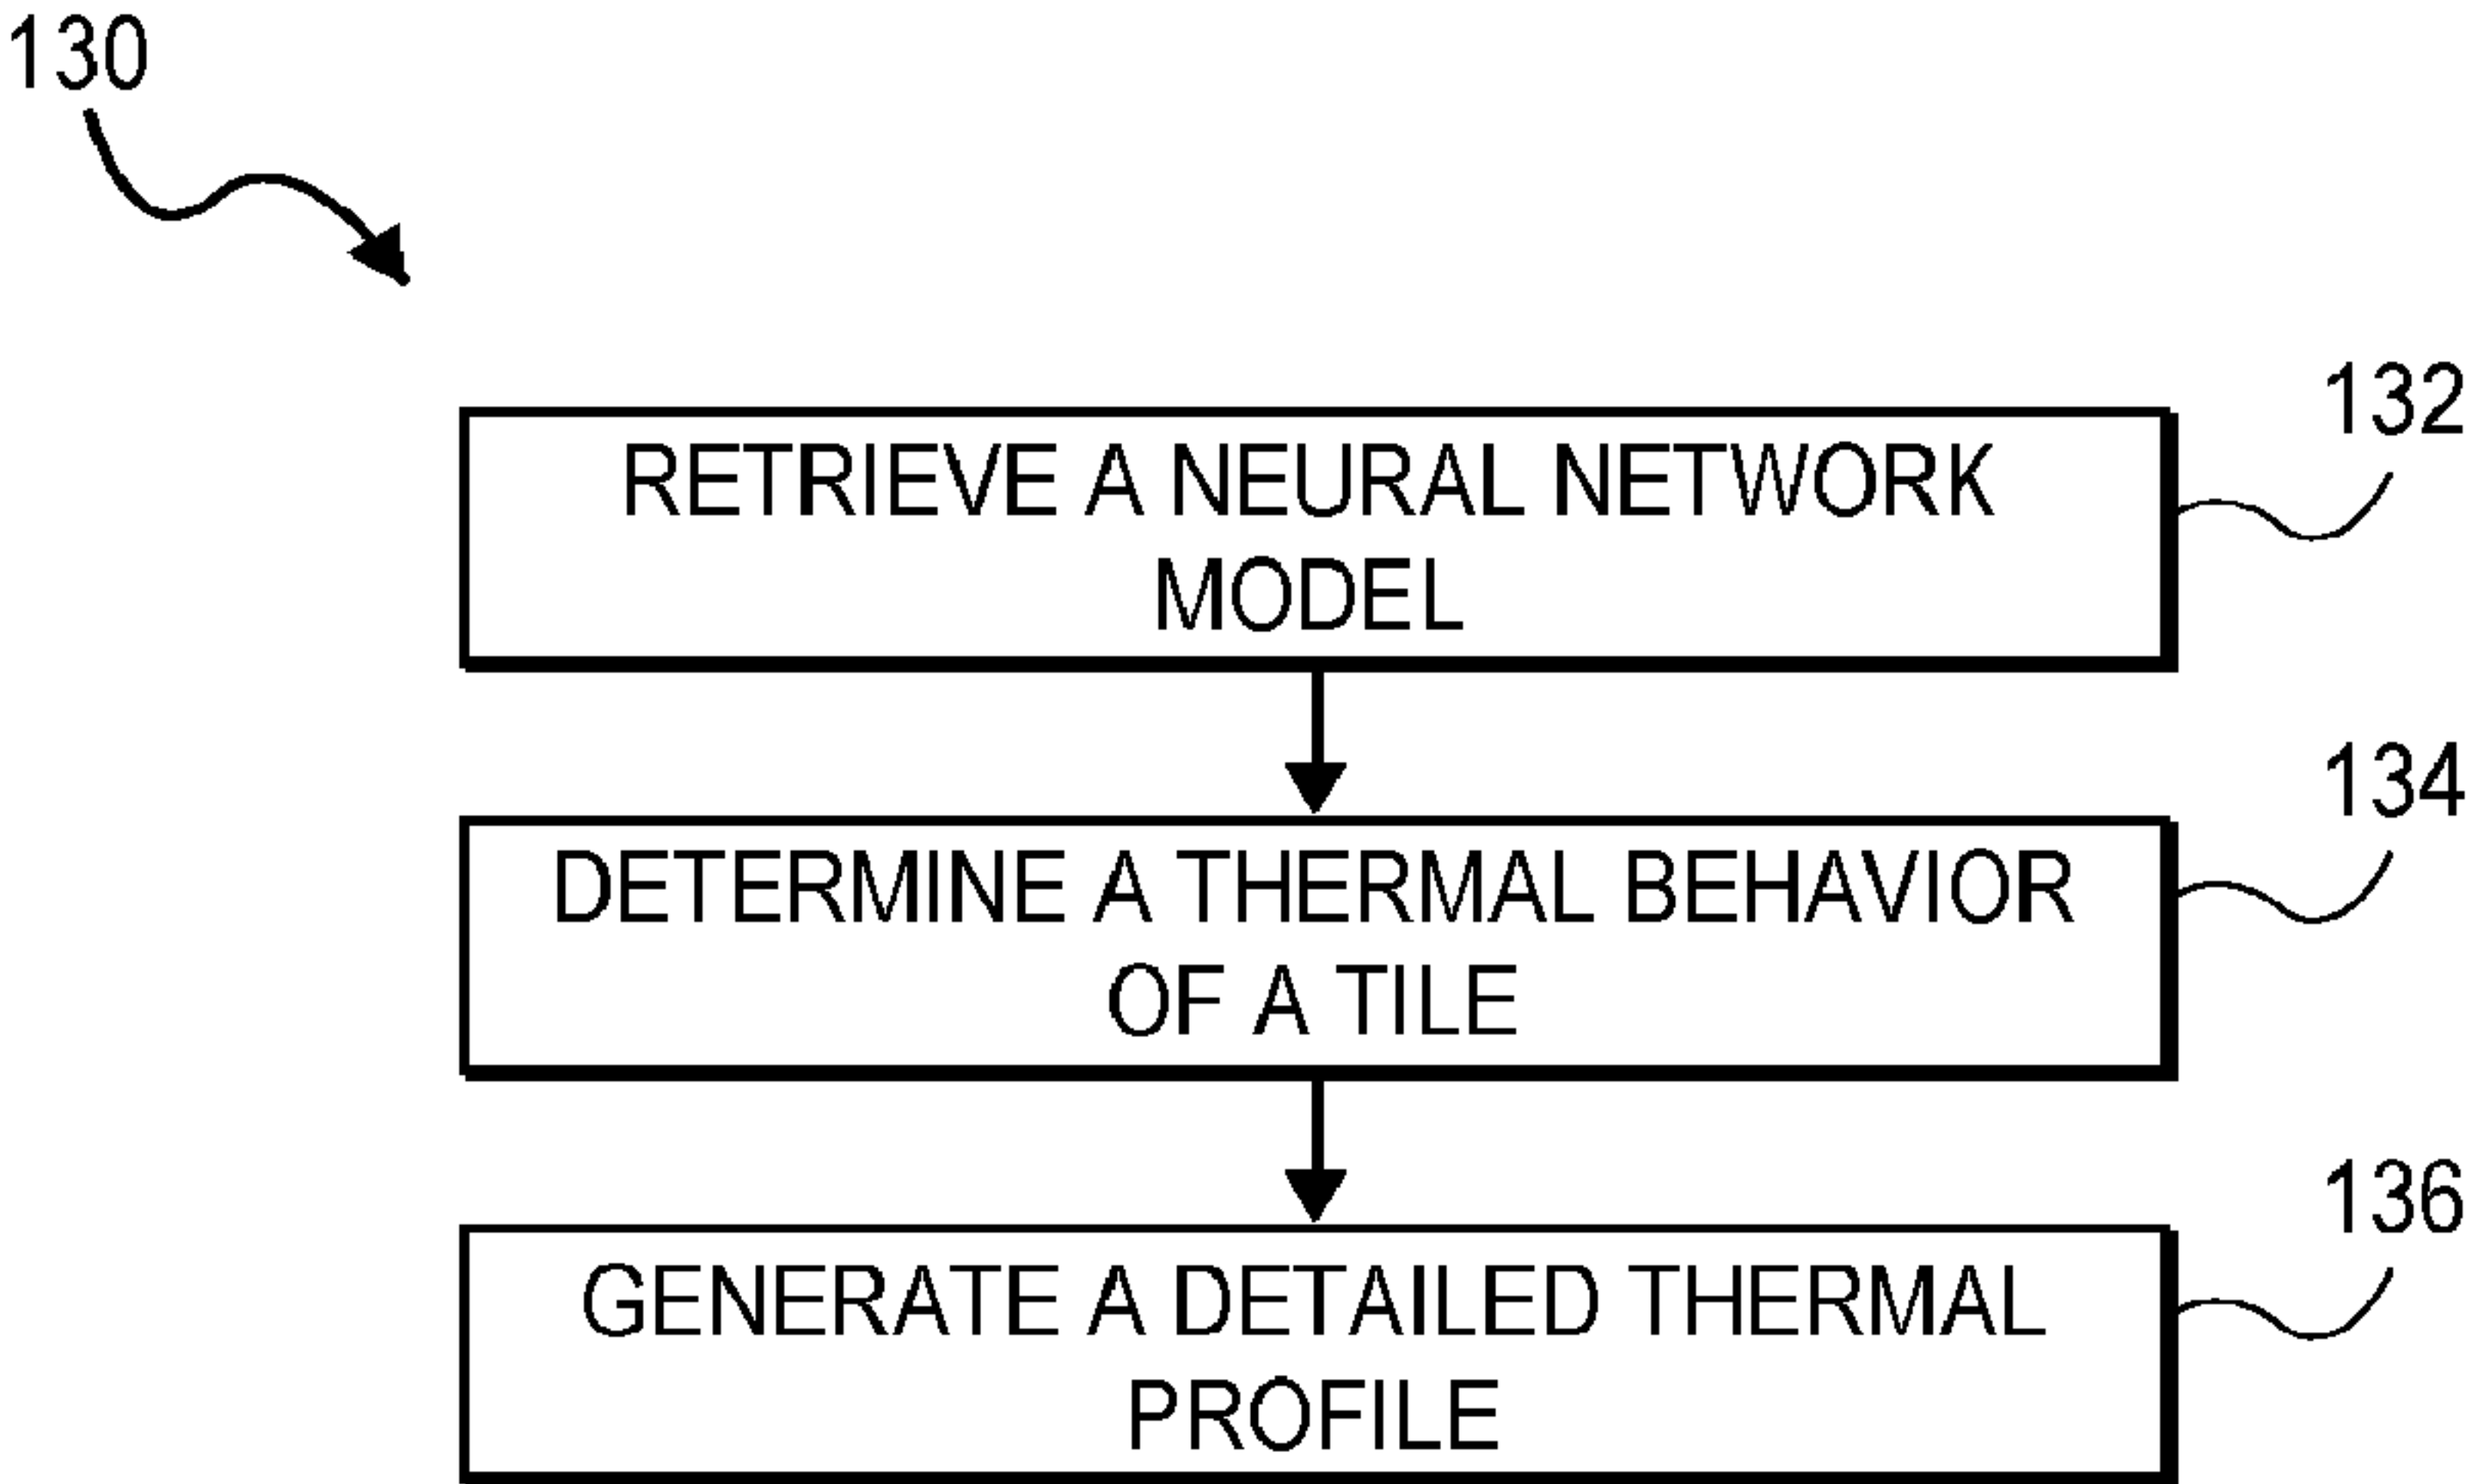 130
132
RETRIEVE A NEURAL NETWORK
MODEL
134
DETERMINE A THERMAL BEHAVIOR
OF A TILE
136
GENERATE A DETAILED THERMAL
PROFILE